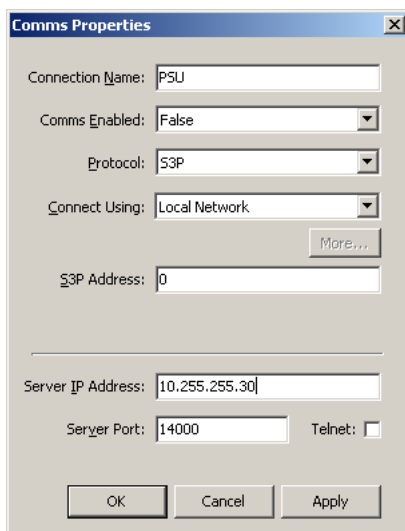 Comms Properties
Connection Name: PSU
Comms Enabled: False
Protocol: S3P
Connect Using: Local Network
More...
S3P Address: 0
Server IP Address: 10.255.255.30
Server Port: 14000 Telnet:
OK Cancel Apply